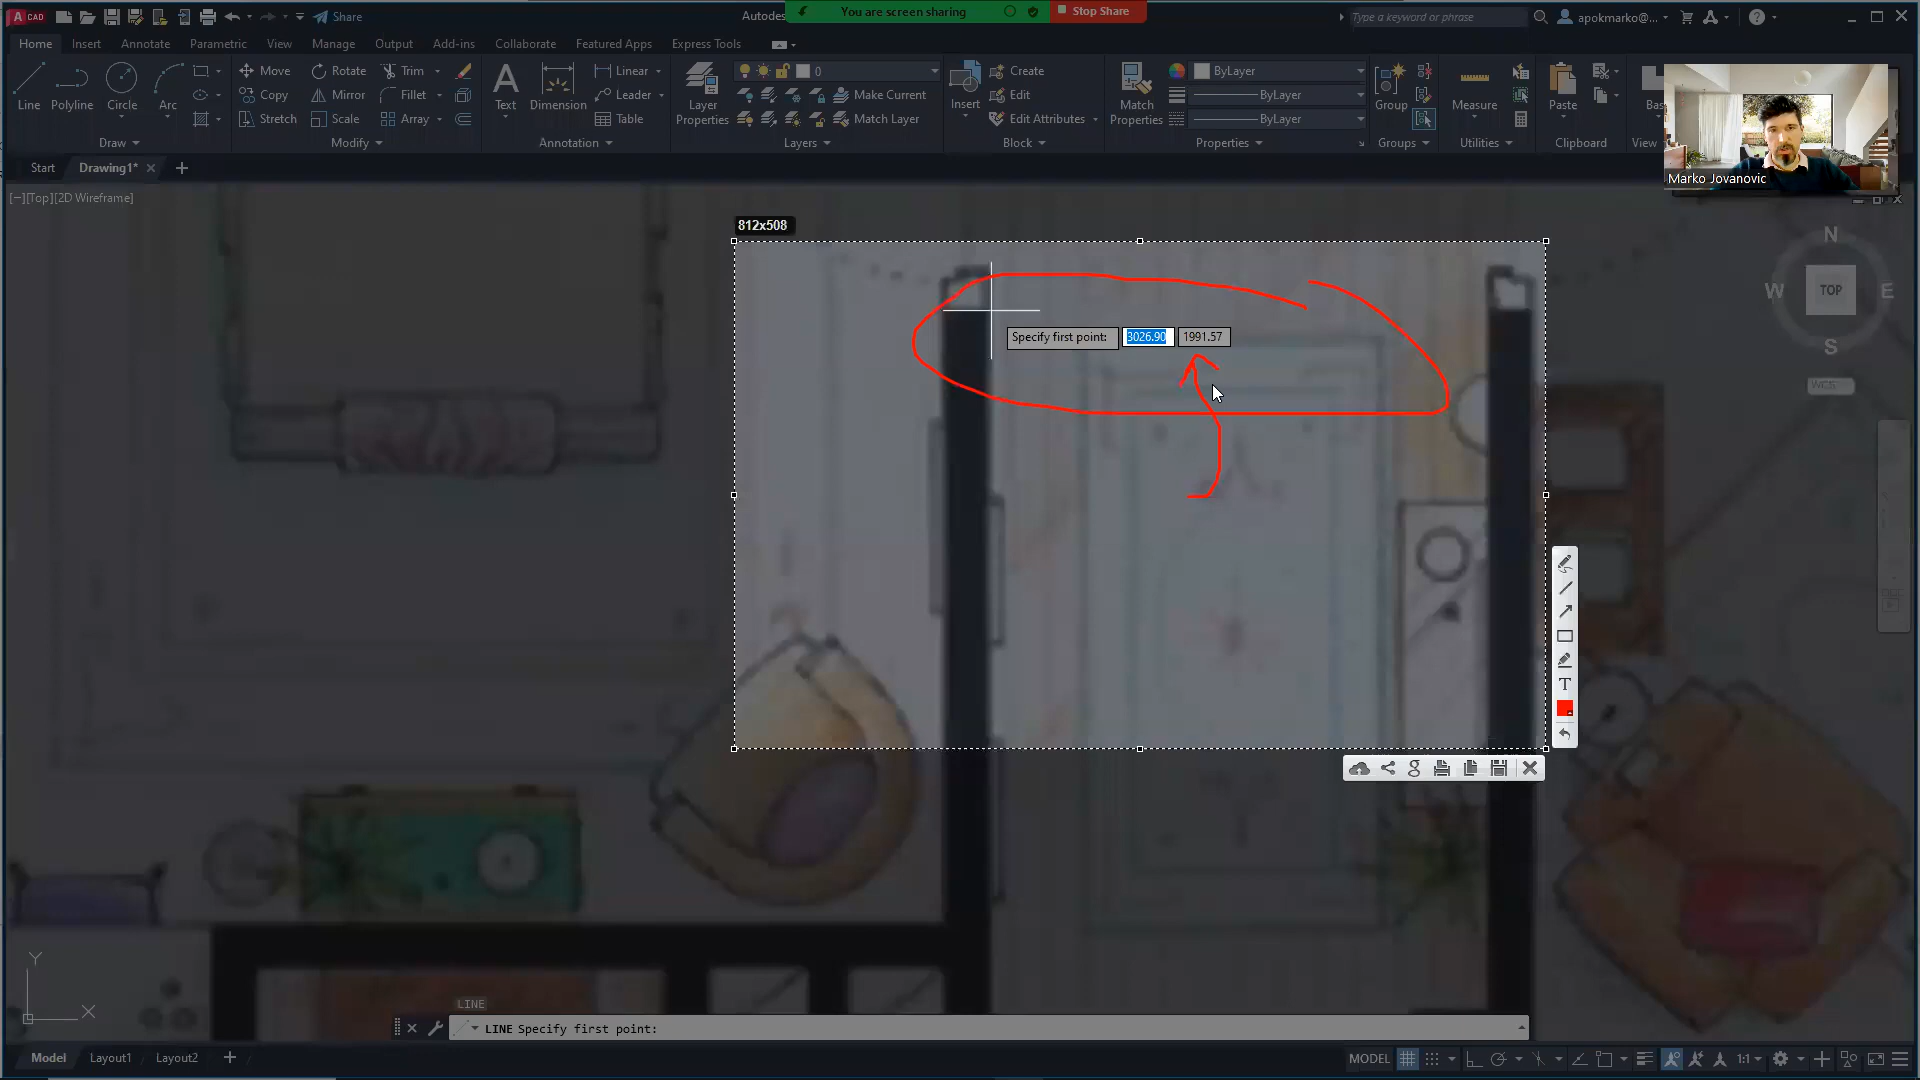 CAD
Share
Autodes
You are screen sharing
Stop Share
Type a keyword or phrase
apokmarko@...
Home Insert Annotate Parametric View Manage Output Add-ins Collaborate Featured Apps Express Tools
Line
Polyline
Circle
Arc
Move
Copy
Stretch
Rotate
Mirror
Scale
Trim
Fillet
Array
Text
Dimension
Linear
Leader
Table
Layer
Properties
0
Make Current
Match Layer
Insert
Create
Edit
Edit Attributes
Match
Properties
ByLayer
ByLayer
ByLayer
Group
Measure
Paste
Bas
Draw Modify Annotation Layers Block Properties Groups Utilities Clipboard View
Marko Jovanovic
Start Drawing1*
[−][Top][2D Wireframe]
812x508
N
W TOP E
S
WCS
Specify first point: 3026.90 1991.57
T
g
Y
X
LINE
LINE Specify first point:
Model Layout1 Layout2
MODEL 1:1